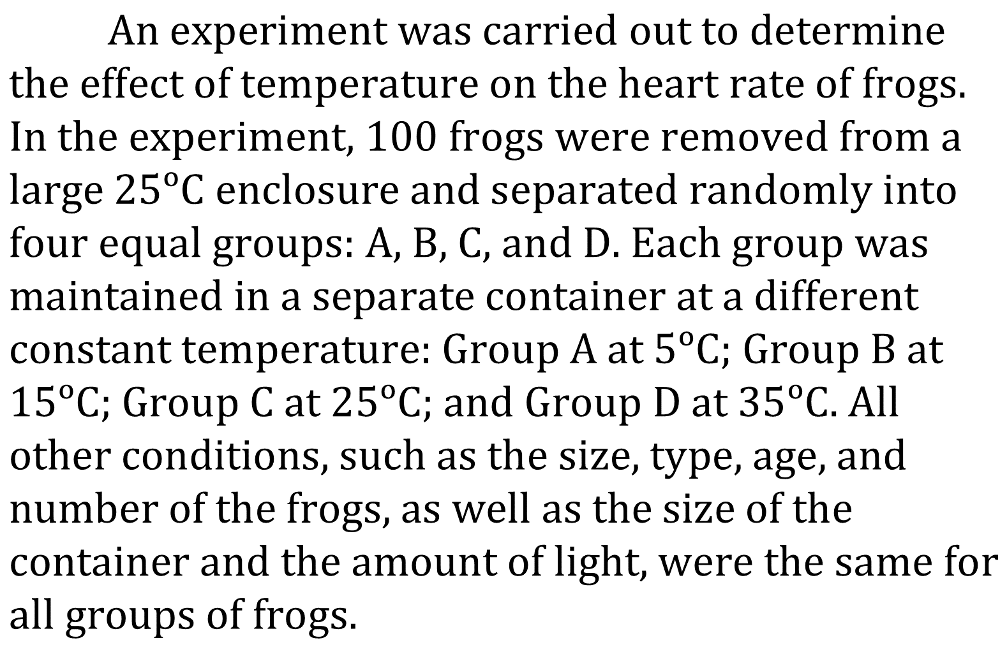 An experiment was carried out to determine
the effect of temperature on the heart rate of frogs.
In the experiment, 100 frogs were removed from a
large 25ºC enclosure and separated randomly into
four equal groups: A, B, C, and D. Each group was
maintained in a separate container at a different
constant temperature: Group A at 5ºC; Group B at
15ºC; Group C at 25ºC; and Group D at 35ºC. All
other conditions, such as the size, type, age, and
number of the frogs, as well as the size of the
container and the amount of light, were the same for
all groups of frogs.